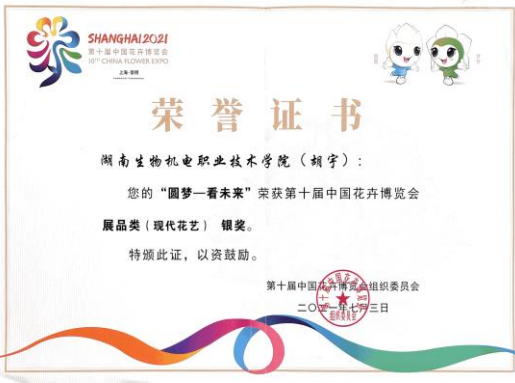 SHANGHAI 2021
第十届中国花卉博览会
10TH CHINA FLOWER EXPO
上海·崇明
荣誉证书
湖南生物机电职业技术学院（胡宇）：
您的“圆梦—看未来”荣获第十届中国花卉博览会
展品类（现代花艺） 银奖。
特颁此证，以资鼓励。
第十届中国花卉博览会组织委员会
二〇二一年七月三日